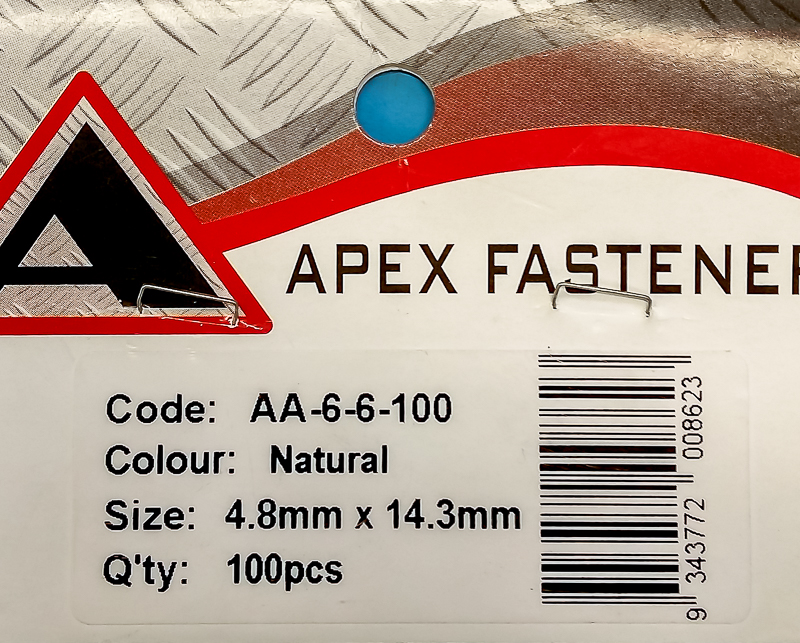 APEX FASTENER
Code: AA-6-6-100
Colour: Natural
Size: 4.8mm x 14.3mm
Q'ty: 100pcs
9 343772 008623